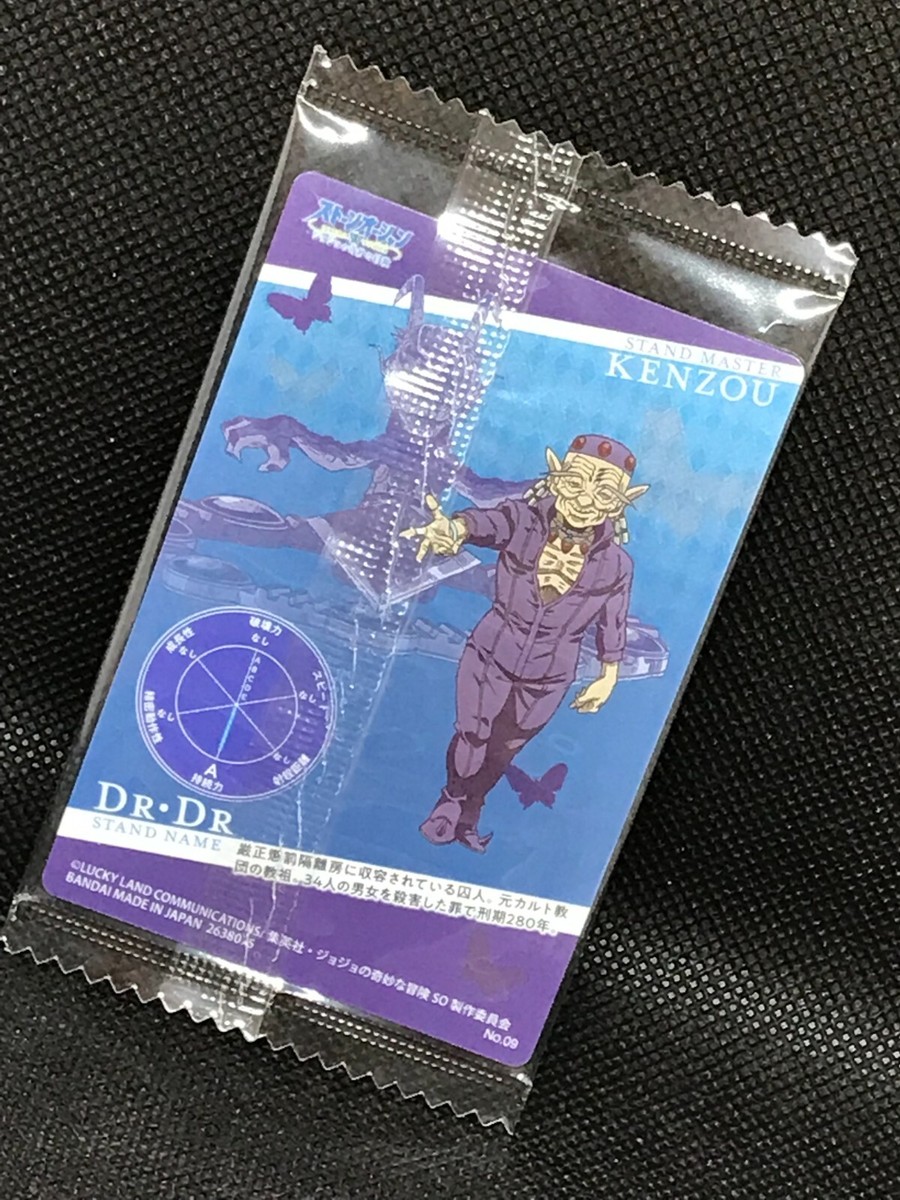 ストーンオーシャン
STAND MASTER
KENZOU
破壊力
なし
スピード
なし
なし
A
持続力
精密動作性
なし
成長性
なし
A B C D E
DR•DR
STAND NAME
厳正懲罰隔離房に収容されている囚人。元カルト教
団の教祖。34人の男女を殺害した罪で刑期280年。
©LUCKY LAND COMMUNICATIONS/集英社・ジョジョの奇妙な冒険 SO 製作委員会
BANDAI MADE IN JAPAN 2638075
No.09